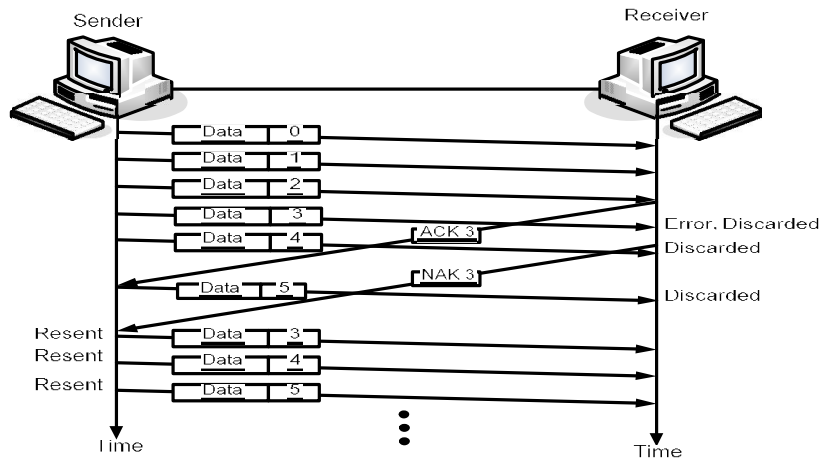 Sender
Receiver
Data 0
Data 1
Data 2
Data 3
Error, Discarded
ACK 3
Data 4
Discarded
NAK 3
Data 5
Discarded
Resent Data 3
Resent Data 4
Resent Data 5
Time
Time